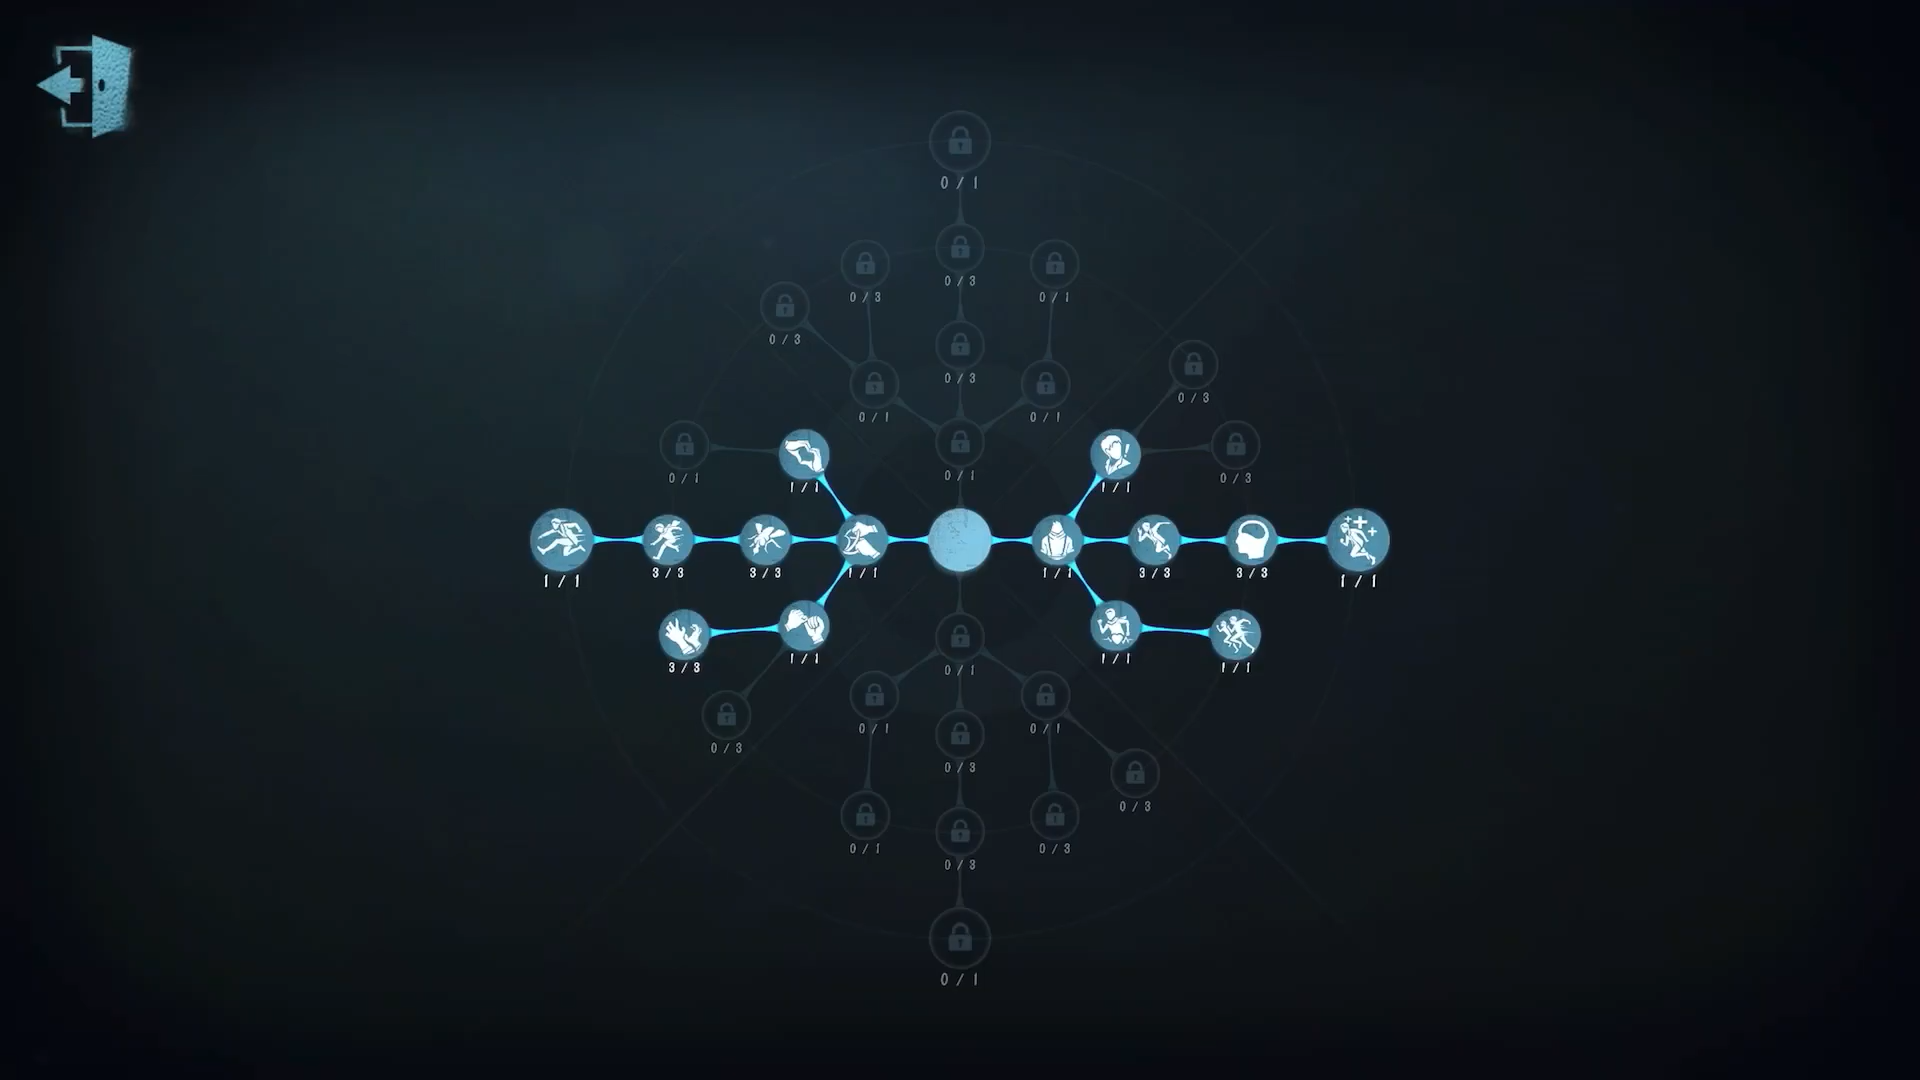 0 / 1
0 / 3
0 / 3 0 / 1
0 / 3
0 / 3
0 / 3
0 / 1 0 / 1
0 / 1 0 / 1 0 / 3
1 / 1 1 / 1
3 / 3 3 / 3 1 / 1 1 / 1 3 / 3 3 / 3
1 / 1 1 / 1
1 / 1 1 / 1
3 / 3 0 / 1 1 / 1
0 / 1 0 / 1
0 / 3
0 / 3
0 / 3
0 / 1 0 / 3
0 / 3
0 / 1